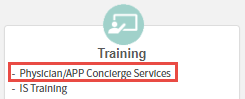 Training
- Physician/APP Concierge Services
- IS Training